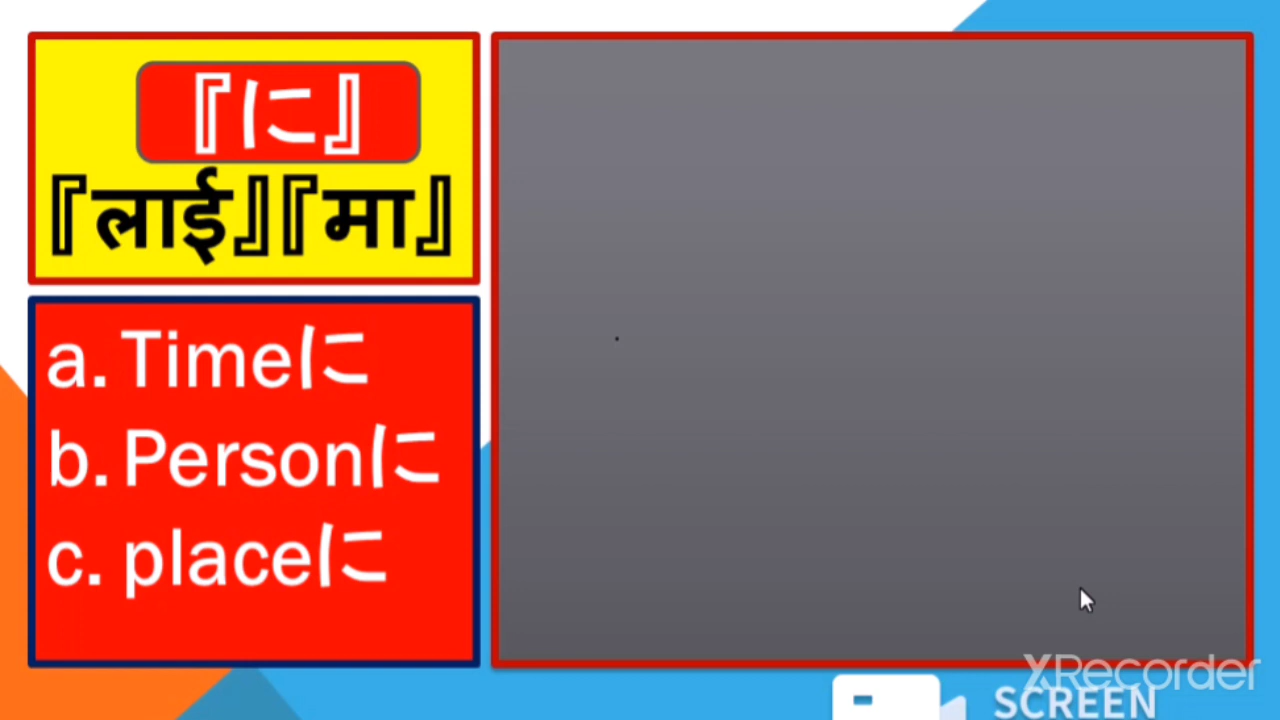 『に』
『लाई』『मा』
a. Timeに
b. Personに
c. placeに
XRecorder
SCREEN